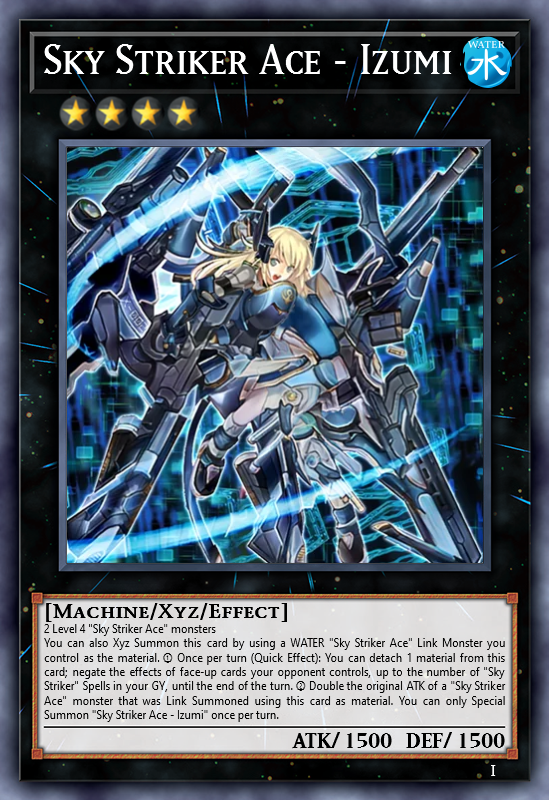 Sky Striker Ace - Izumi
WATER
水
[Machine/Xyz/Effect]
2 Level 4 "Sky Striker Ace" monsters
You can also Xyz Summon this card by using a WATER "Sky Striker Ace" Link Monster you
control as the material. ① Once per turn (Quick Effect): You can detach 1 material from this
card; negate the effects of face-up cards your opponent controls, up to the number of "Sky
Striker" Spells in your GY, until the end of the turn. ② Double the original ATK of a "Sky Striker
Ace" monster that was Link Summoned using this card as material. You can only Special
Summon "Sky Striker Ace - Izumi" once per turn.
ATK/ 1500 DEF/ 1500
I